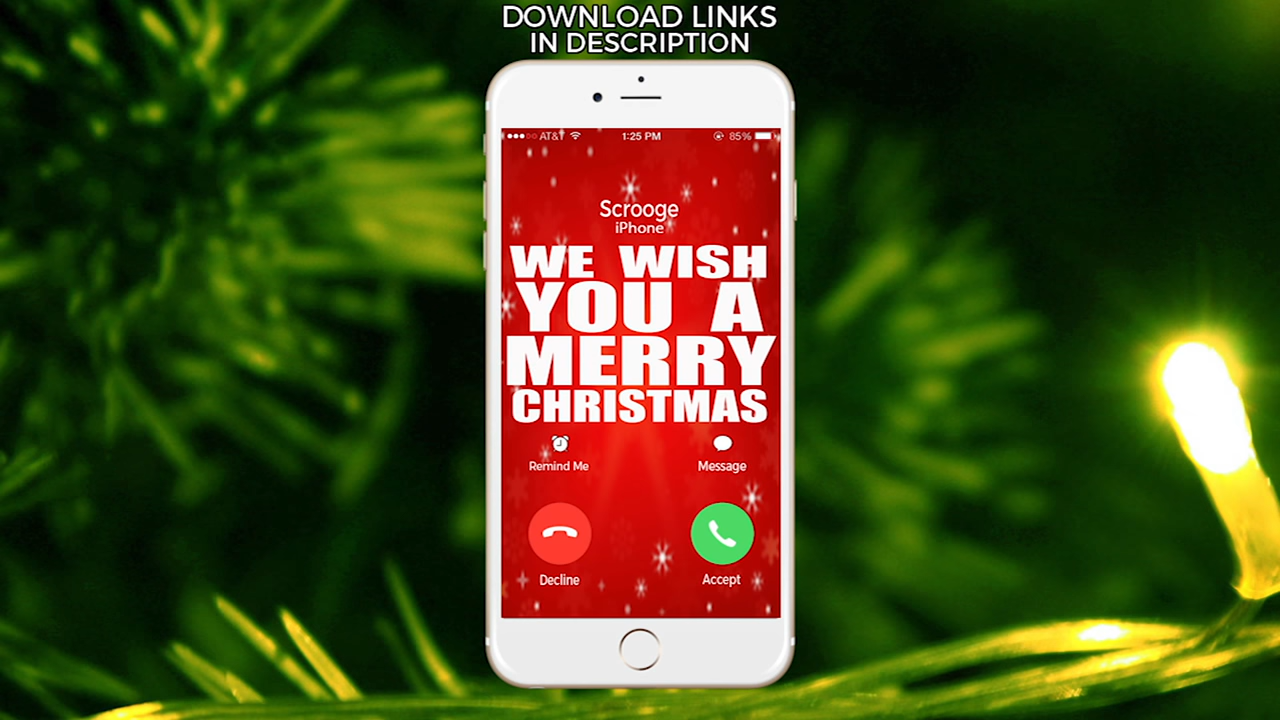 DOWNLOAD LINKS
IN DESCRIPTION
AT&T 1:25 PM 85%
Scrooge
iPhone
WE WISH
YOU A
MERRY
CHRISTMAS
Remind Me Message
Decline Accept